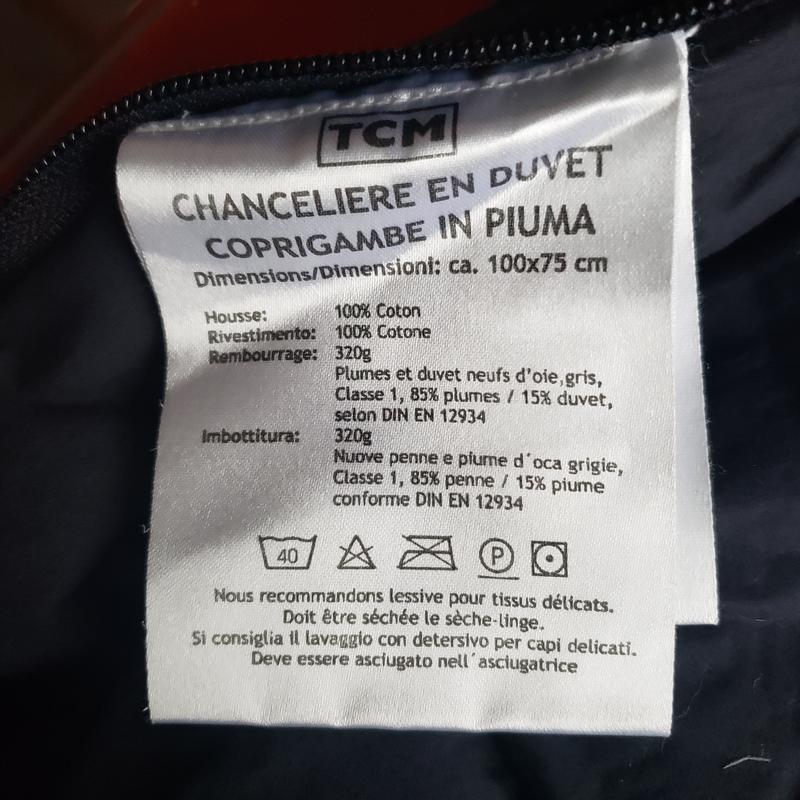 TCM
CHANCELIERE EN DUVET
COPRIGAMBE IN PIUMA
Dimensions/Dimensioni: ca. 100x75 cm
Housse: 100% Coton
Rivestimento: 100% Cotone
Rembourrage: 320g
Plumes et duvet neufs d'oie,gris,
Classe 1, 85% plumes / 15% duvet,
selon DIN EN 12934
Imbottitura: 320g
Nuove penne e piume d´oca grigie,
Classe 1, 85% penne / 15% piume
conforme DIN EN 12934
40 P
Nous recommandons lessive pour tissus délicats.
Doit être séchée le sèche-linge.
Si consiglia il lavaggio con detersivo per capi delicati.
Deve essere asciugato nell´asciugatrice